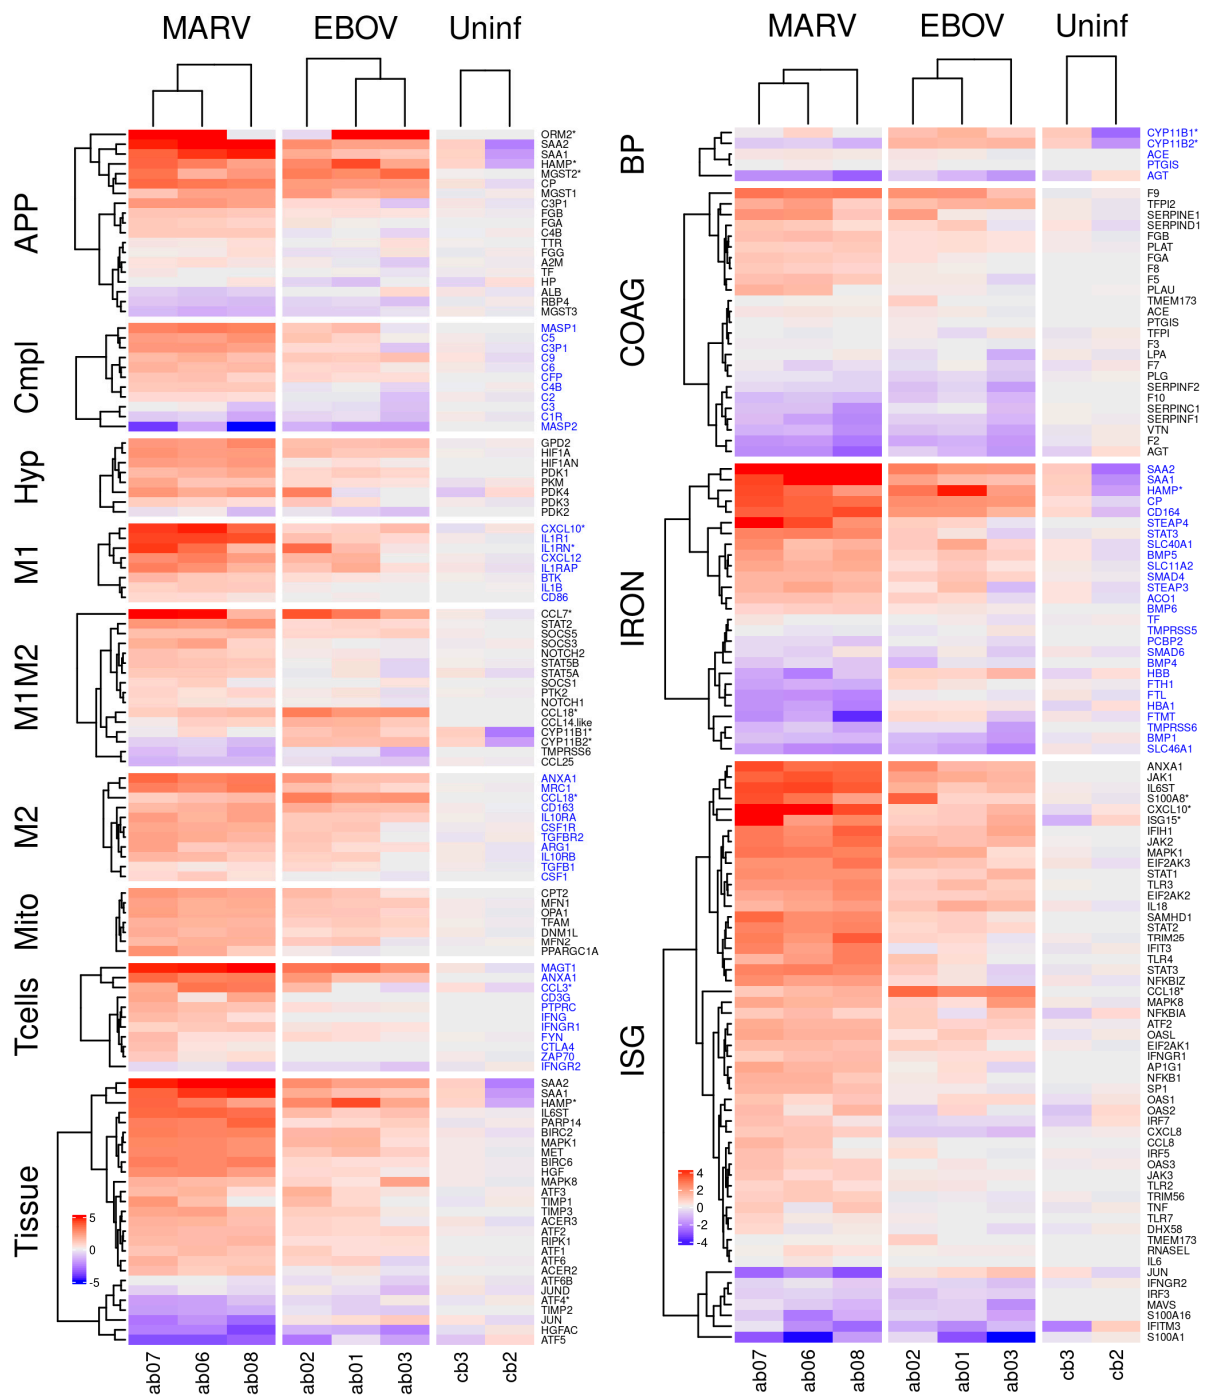 MARV EBOV Uninf
APP
ORM2*
SAA2
SAA1
HAMP*
MGST2*
CP
MGST1
C3P1
FGB
FGA
C4B
TTR
FGG
A2M
TF
HP
ALB
RBP4
MGST3
Cmpl
MASP1
C5
C3P1
C9
C6
CFP
C4B
C2
C3
C1R
MASP2
Hyp
GPD2
HIF1A
HIF1AN
PDK1
PKM
PDK4
PDK3
PDK2
M1
CXCL10*
IL1R1
IL1RN*
CXCL12
IL1RAP
BTK
IL1B
CD86
M1M2
CCL7*
STAT2
SOCS5
SOCS3
NOTCH2
STAT5B
STAT5A
SOCS1
PTK2
NOTCH1
CCL18*
CCL14.like
CYP11B1*
CYP11B2*
TMPRSS6
CCL25
M2
ANXA1
MRC1
CCL18*
CD163
IL10RA
CSF1R
TGFBR2
ARG1
IL10RB
TGFB1
CSF1
Mito
CPT2
MFN1
OPA1
TFAM
DNM1L
MFN2
PPARGC1A
Tcells
MAGT1
ANXA1
CCL3*
CD3G
PTPRC
IFNG
IFNGR1
FYN
CTLA4
ZAP70
IFNGR2
Tissue
SAA2
SAA1
HAMP*
IL6ST
PARP14
BIRC2
MAPK1
MET
BIRC6
HGF
MAPK8
ATF3
TIMP1
TIMP3
ACER3
ATF2
RIPK1
ATF1
ATF6
ACER2
ATF6B
JUND
ATF4*
TIMP2
JUN
HGFAC
ATF5
5
0
-5
ab07 ab06 ab08 ab02 ab01 ab03 cb3 cb2
MARV EBOV Uninf
BP
CYP11B1*
CYP11B2*
ACE
PTGIS
AGT
COAG
F9
TFPI2
SERPINE1
SERPIND1
FGB
PLAT
FGA
F8
F5
PLAU
TMEM173
ACE
PTGIS
TFPI
F3
LPA
F7
PLG
SERPINF2
F10
SERPINC1
SERPINF1
VTN
F2
AGT
IRON
SAA2
SAA1
HAMP*
CP
CD164
STEAP4
STAT3
SLC40A1
BMP5
SLC11A2
SMAD4
STEAP3
ACO1
BMP6
TF
TMPRSS5
PCBP2
SMAD6
BMP4
HBB
FTH1
FTL
HBA1
FTMT
TMPRSS6
BMP1
SLC46A1
ISG
ANXA1
JAK1
IL6ST
S100A8*
CXCL10*
ISG15*
IFIH1
JAK2
MAPK1
EIF2AK3
STAT1
TLR3
EIF2AK2
IL18
SAMHD1
STAT2
TRIM25
IFIT3
TLR4
STAT3
NFKBIZ
CCL18*
MAPK8
NFKBIA
ATF2
OASL
EIF2AK1
IFNGR1
AP1G1
NFKB1
SP1
OAS1
OAS2
IRF7
CXCL8
CCL8
IRF5
OAS3
JAK3
TLR2
TRIM56
TNF
TLR7
DHX58
TMEM173
RNASEL
IL6
JUN
IFNGR2
IRF3
MAVS
S100A16
IFITM3
S100A1
4
2
0
-2
-4
ab07 ab06 ab08 ab02 ab01 ab03 cb3 cb2